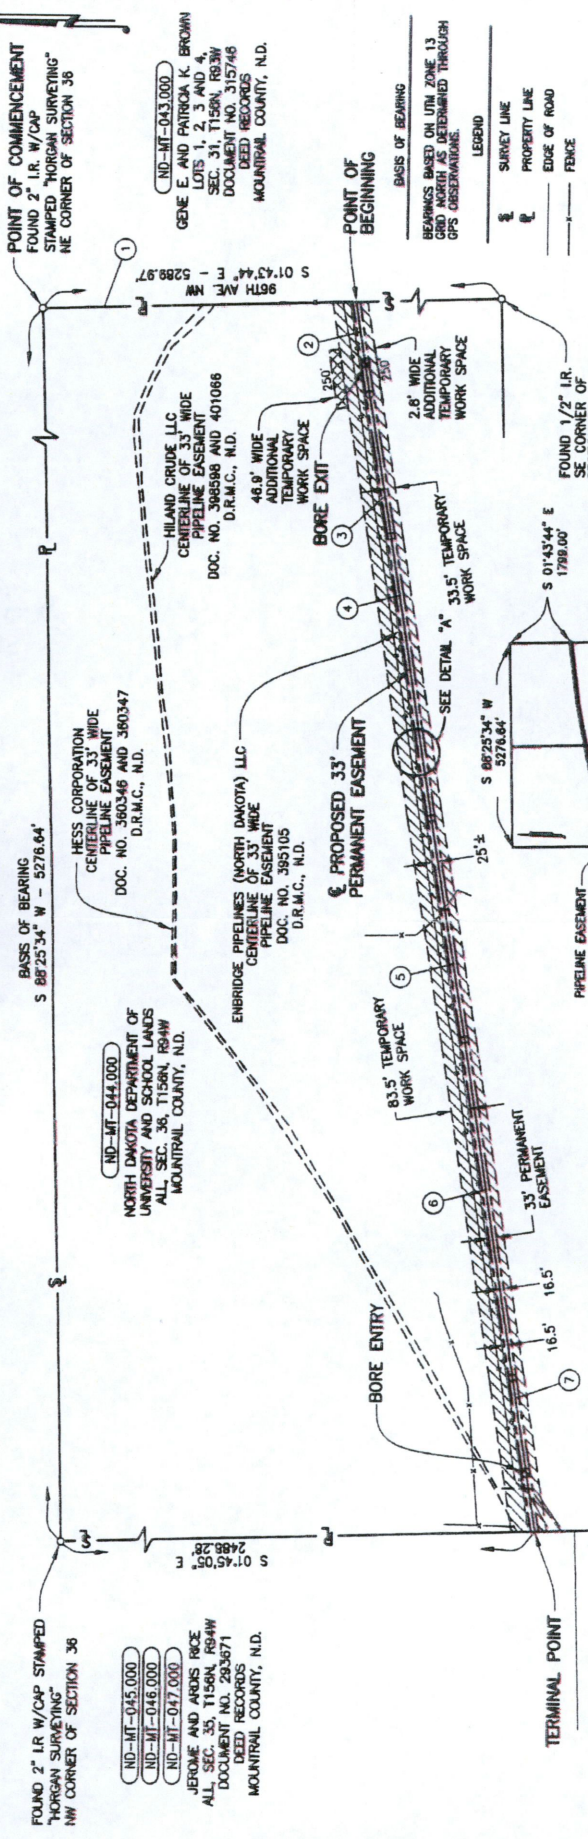 FOUND 2" I.R W/CAP STAMPED
"HORGAN SURVEYING"
NW CORNER OF SECTION 36
ND-MT-045.000
ND-MT-046.000
ND-MT-047.000
JEROME AND ARDIS RICE
ALL, SEC. 35, T156N, R94W
DOCUMENT NO. 293671
DEED RECORDS
MOUNTRAIL COUNTY, N.D.
S 01°45'05" E
2488.28'
TERMINAL POINT
BASIS OF BEARING
S 88°25'34" W - 5276.64'
ND-MT-044.000
NORTH DAKOTA DEPARTMENT OF
UNIVERSITY AND SCHOOL LANDS
ALL, SEC. 36, T156N, R94W
MOUNTRAIL COUNTY, N.D.
HESS CORPORATION
CENTERLINE OF 33' WIDE
PIPELINE EASEMENT
DOC. NO. 360346 AND 360347
D.R.M.C., N.D.
HILAND CRUDE LLC
CENTERLINE OF 33' WIDE
PIPELINE EASEMENT
DOC. NO. 398598 AND 401066
D.R.M.C., N.D.
ENBRIDGE PIPELINES (NORTH DAKOTA) LLC
CENTERLINE OF 33' WIDE
PIPELINE EASEMENT
DOC. NO. 395105
D.R.M.C., N.D.
BORE ENTRY
83.5' TEMPORARY
WORK SPACE
℄ PROPOSED 33'
PERMANENT EASEMENT
46.9' WIDE
ADDITIONAL
TEMPORARY
WORK SPACE
BORE EXIT
250'
250'
7
16.5'
16.5'
6
33' PERMANENT
EASEMENT
5
25'±
SEE DETAIL "A"
4
3
33.5' TEMPORARY
WORK SPACE
2
2.8' WIDE
ADDITIONAL
TEMPORARY
WORK SPACE
POINT OF COMMENCEMENT
FOUND 2" I.R. W/CAP
STAMPED "HORGAN SURVEYING"
NE CORNER OF SECTION 36
1
96TH AVE. NW
S 01°43'44" E - 5289.97'
ND-MT-043.000
GENE E. AND PATRICIA K. BROWN
LOTS 1, 2, 3 AND 4,
SEC. 31, T156N, R93W
DOCUMENT NO. 315746
DEED RECORDS
MOUNTRAIL COUNTY, N.D.
POINT OF
BEGINNING
BASIS OF BEARING
BEARINGS BASED ON UTM ZONE 13
GRID NORTH AS DETERMINED THROUGH
GPS OBSERVATIONS.
LEGEND
SURVEY LINE
PROPERTY LINE
EDGE OF ROAD
FENCE
FOUND 1/2" I.R.
SE CORNER OF
S 88°25'34" W
5276.64'
S 01°43'44" E
1799.00'
PIPELINE EASEMENT